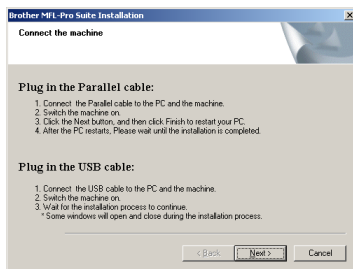 Brother MFL-Pro Suite Installation
Connect the machine
Plug in the Parallel cable:
1. Connect the Parallel cable to the PC and the machine.
2. Switch the machine on.
3. Click the Next button, and then click Finish to restart your PC.
4. After the PC restarts, Please wait until the installation is completed.
Plug in the USB cable:
1. Connect the USB cable to the PC and the machine.
2. Switch the machine on.
3. Wait for the installation process to continue.
* Some windows will open and close during the installation process.
< Back Next > Cancel